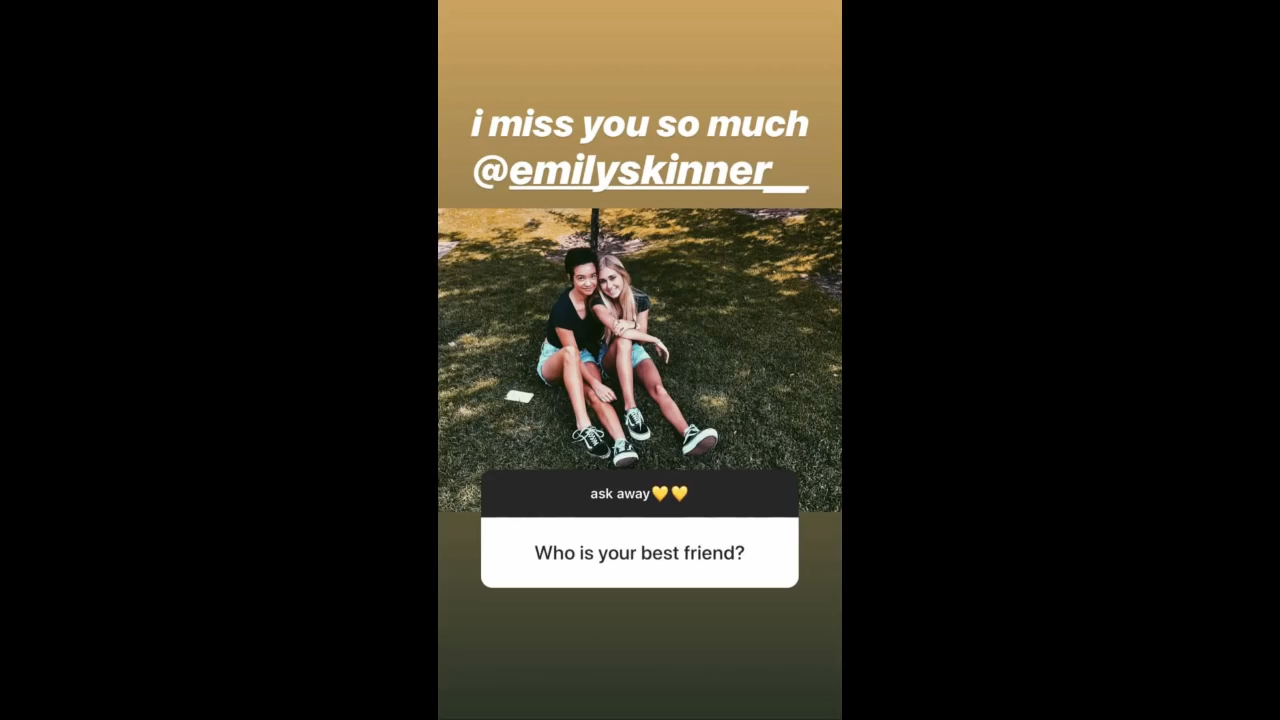 i miss you so much
@emilyskinner__
ask away💛💛
Who is your best friend?